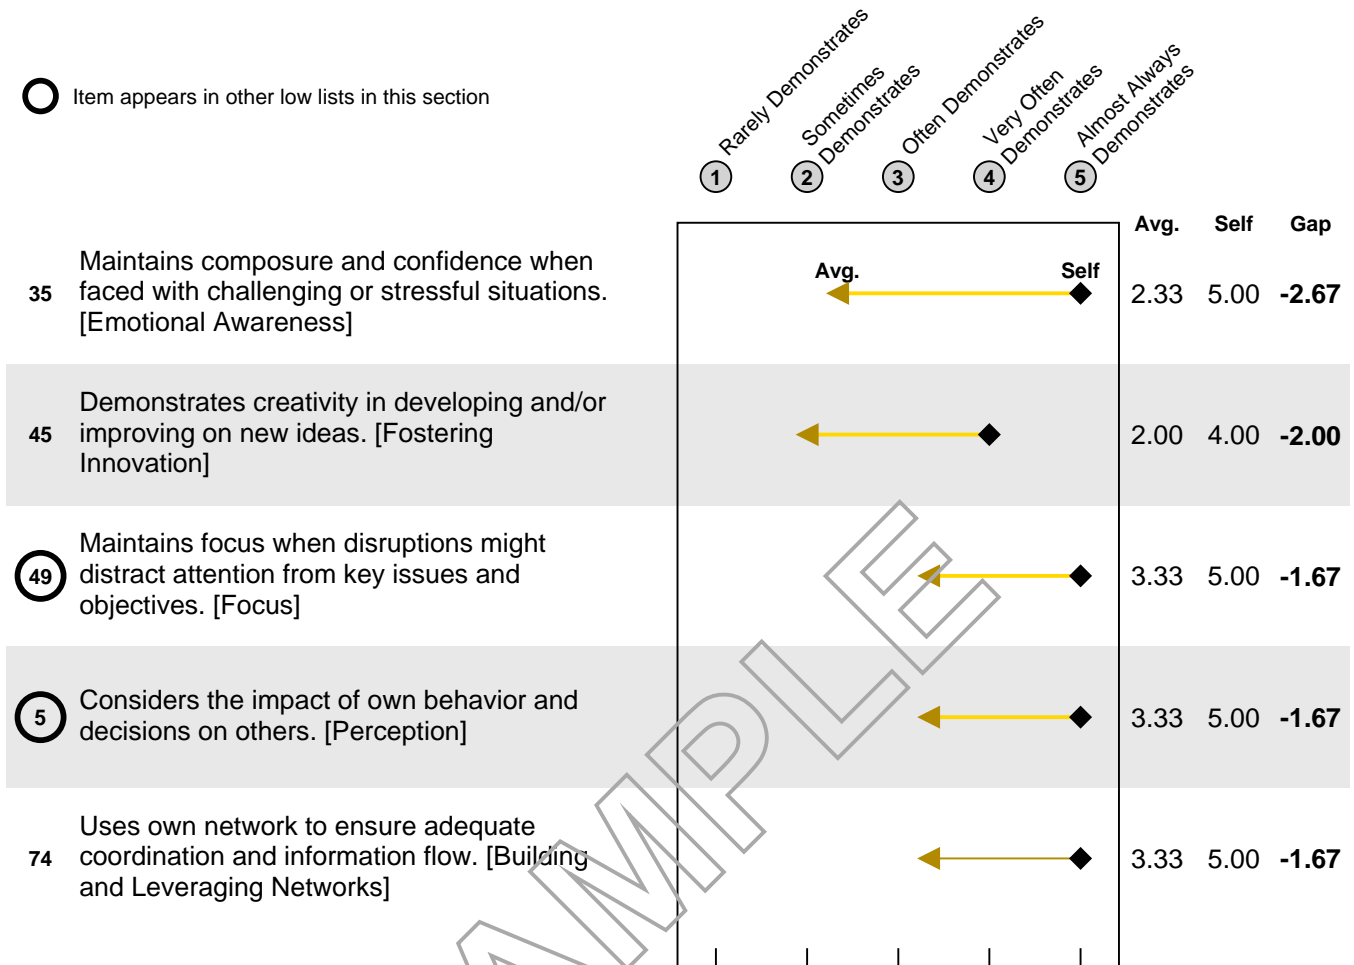 Item appears in other low lists in this section
Rarely Demonstrates
Sometimes
Demonstrates
Often Demonstrates
Very Often
Demonstrates
Almost Always
Demonstrates
1 2 3 4 5
Avg. Self Gap
Avg. Self
35 Maintains composure and confidence when
faced with challenging or stressful situations.
[Emotional Awareness]
2.33 5.00 -2.67
45 Demonstrates creativity in developing and/or
improving on new ideas. [Fostering
Innovation]
2.00 4.00 -2.00
49 Maintains focus when disruptions might
distract attention from key issues and
objectives. [Focus]
3.33 5.00 -1.67
5 Considers the impact of own behavior and
decisions on others. [Perception]
3.33 5.00 -1.67
74 Uses own network to ensure adequate
coordination and information flow. [Building
and Leveraging Networks]
3.33 5.00 -1.67
AMPLE